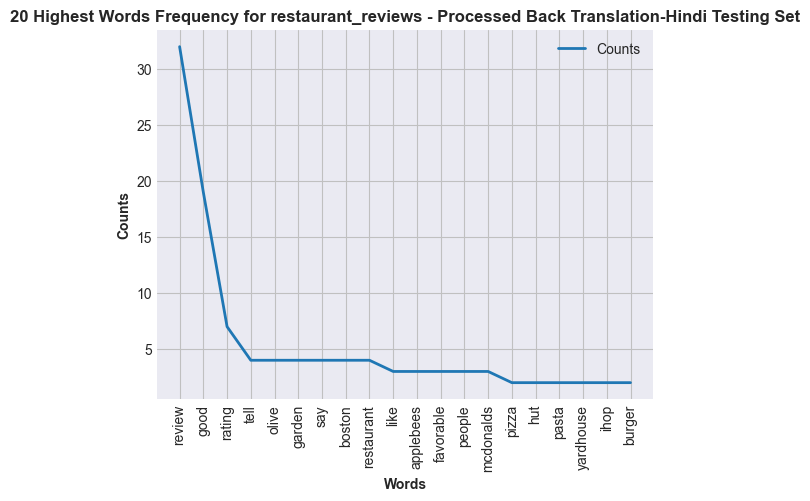 20 Highest Words Frequency for restaurant_reviews - Processed Back Translation-Hindi Testing Set
Counts
30
25
20
15
10
5
Counts
review
good
rating
tell
olive
garden
say
boston
restaurant
like
applebees
favorable
people
mcdonalds
pizza
hut
pasta
yardhouse
ihop
burger
Words